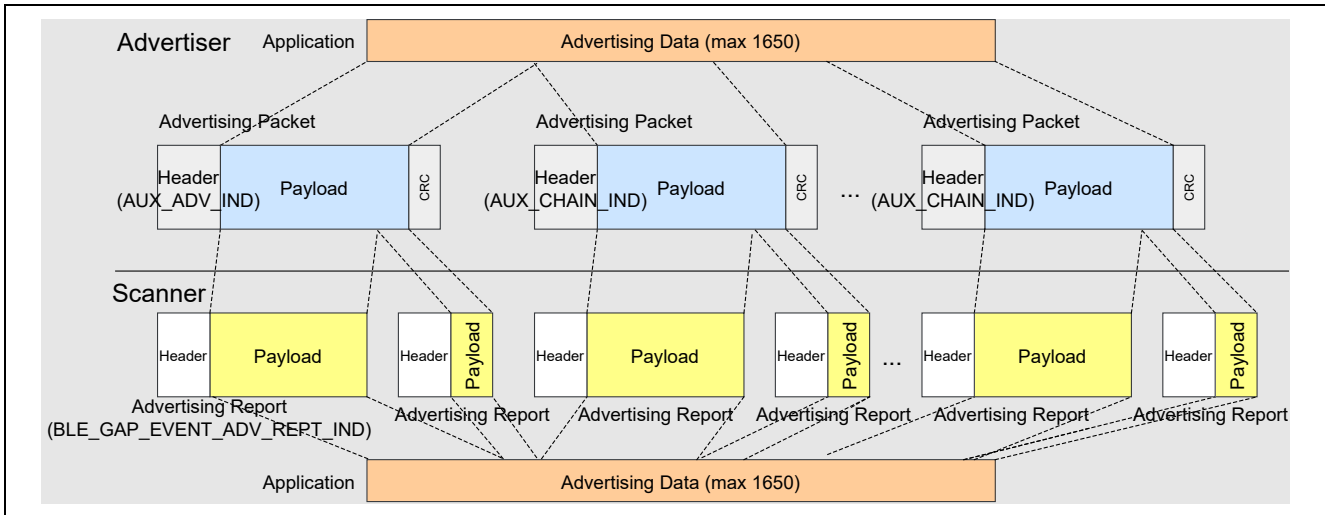 Advertiser
Application
Advertising Data (max 1650)
Advertising Packet
Advertising Packet
Advertising Packet
Header
(AUX_ADV_IND)
Payload
CRC
Header
(AUX_CHAIN_IND)
Payload
CRC
...
Header
(AUX_CHAIN_IND)
Payload
CRC
Scanner
Header
Payload
Header
Payload
Header
Payload
Header
Payload
...
Header
Payload
Header
Payload
Advertising Report
(BLE_GAP_EVENT_ADV_REPT_IND)
Advertising Report
Advertising Report
Advertising Report
Advertising Report
Advertising Report
Application
Advertising Data (max 1650)